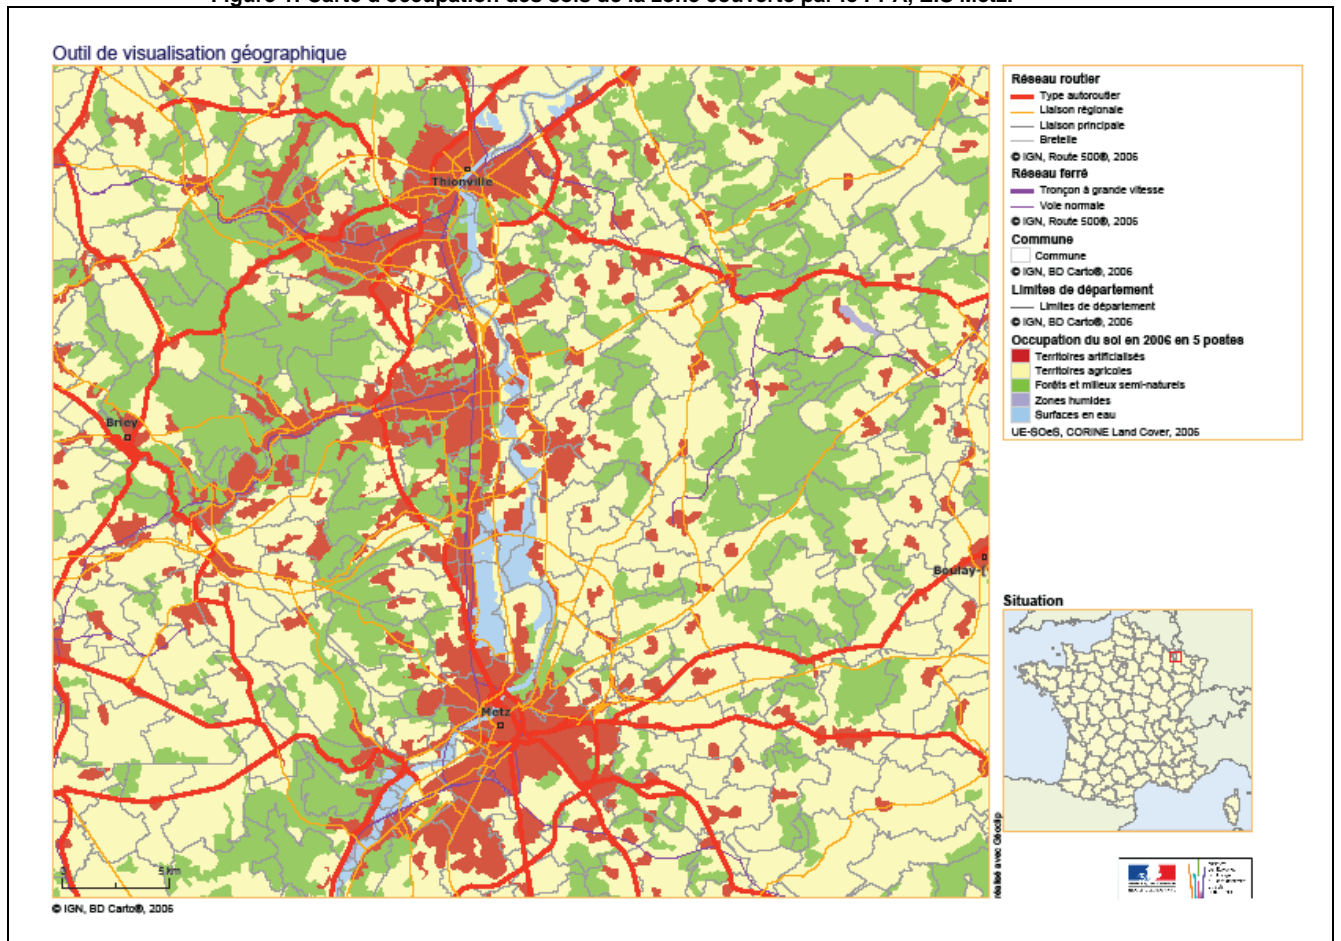 Outil de visualisation géographique
Thionville
Briey
Boulay-(
Metz
0 5 km
© IGN, BD Carto®, 2006
Réseau routier
Type autoroutier
Liaison régionale
Liaison principale
Bretelle
© IGN, Route 500®, 2006
Réseau ferré
Tronçon à grande vitesse
Voie normale
© IGN, Route 500®, 2006
Commune
Commune
© IGN, BD Carto®, 2006
Limites de département
Limites de département
© IGN, BD Carto®, 2006
Occupation du sol en 2006 en 5 postes
Territoires artificialisés
Territoires agricoles
Forêts et milieux semi-naturels
Zones humides
Surfaces en eau
UE-SOeS, CORINE Land Cover, 2006
Situation
réalisé avec Géoclip